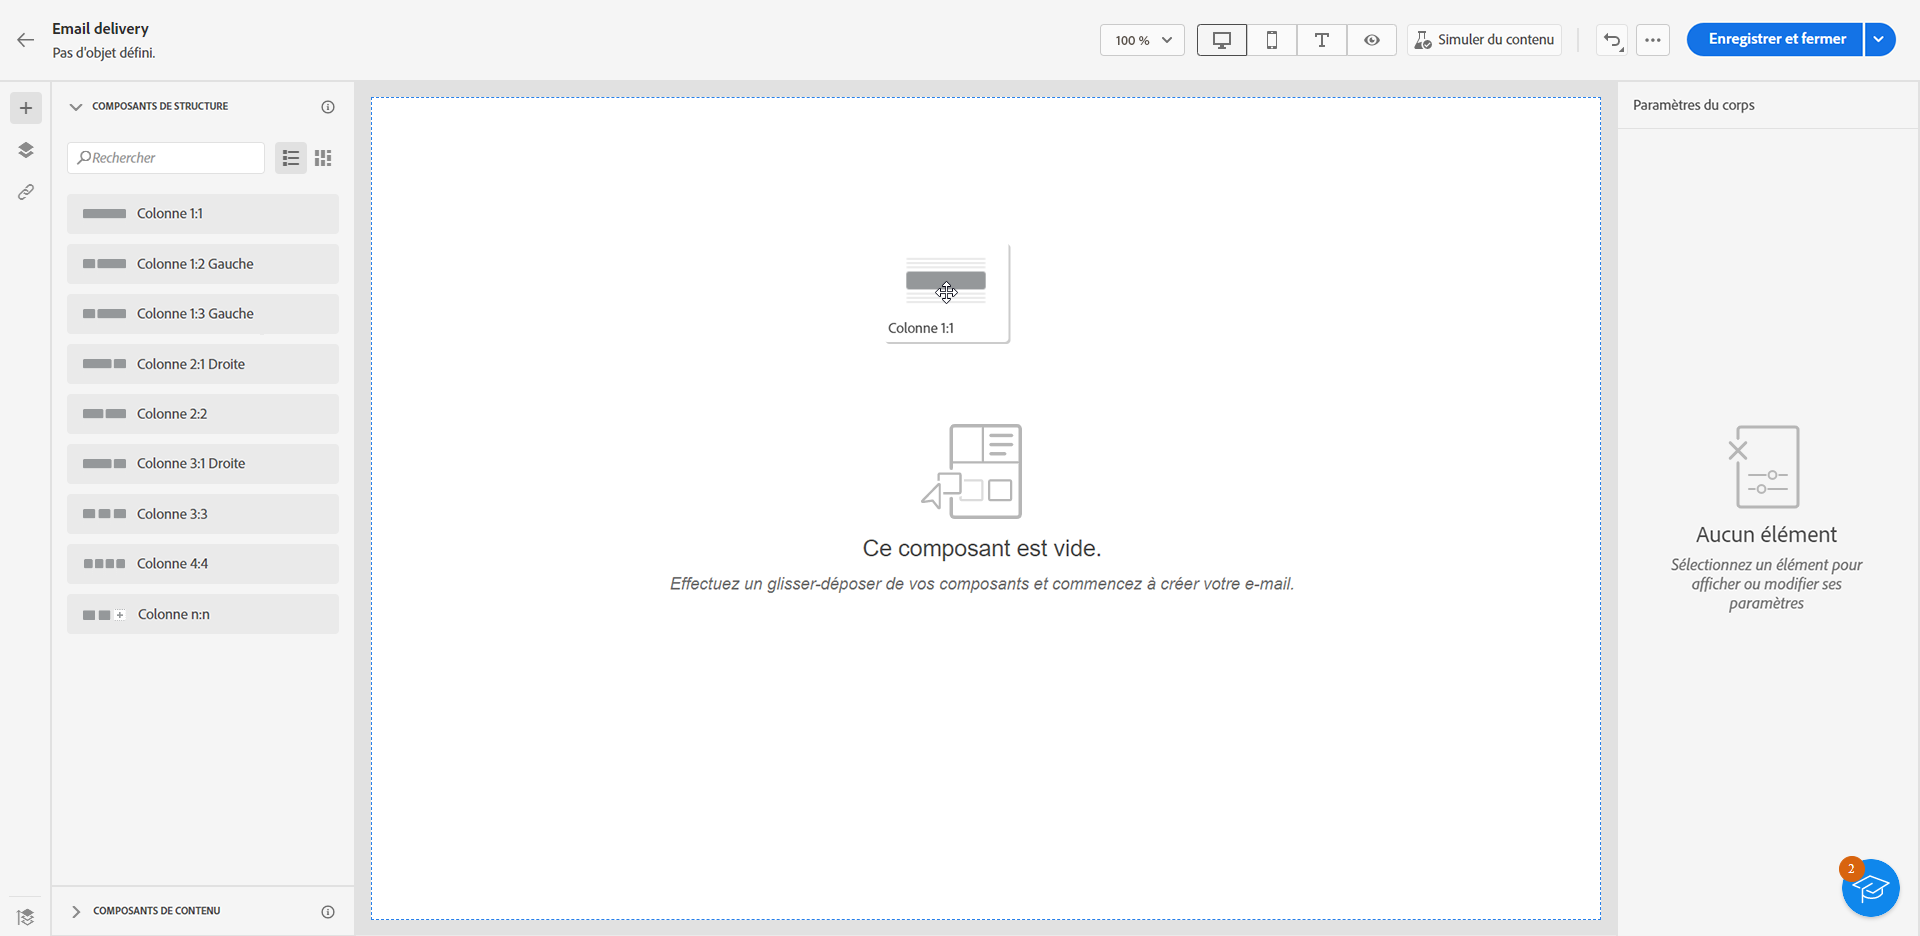 Email delivery
Pas d'objet défini.
100 %
Simuler du contenu
Enregistrer et fermer
COMPOSANTS DE STRUCTURE
Rechercher
Colonne 1:1
Colonne 1:2 Gauche
Colonne 1:3 Gauche
Colonne 2:1 Droite
Colonne 2:2
Colonne 3:1 Droite
Colonne 3:3
Colonne 4:4
Colonne n:n
COMPOSANTS DE CONTENU
Colonne 1:1
Ce composant est vide.
Effectuez un glisser-déposer de vos composants et commencez à créer votre e-mail.
Paramètres du corps
Aucun élément
Sélectionnez un élément pour
afficher ou modifier ses
paramètres
2